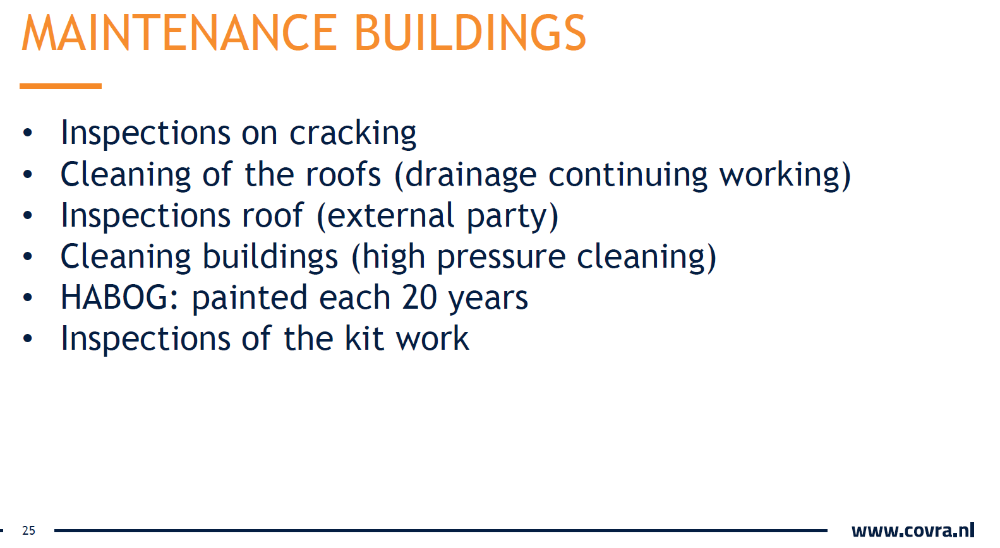 MAINTENANCE BUILDINGS
• Inspections on cracking
• Cleaning of the roofs (drainage continuing working)
• Inspections roof (external party)
• Cleaning buildings (high pressure cleaning)
• HABOG: painted each 20 years
• Inspections of the kit work
25
www.covra.nl